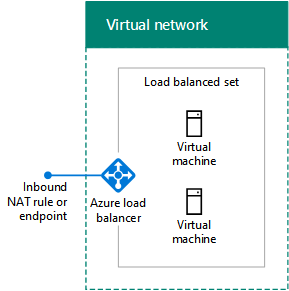 Virtual network
Load balanced set
Virtual
machine
Inbound
NAT rule or
endpoint
Azure load
balancer
Virtual
machine